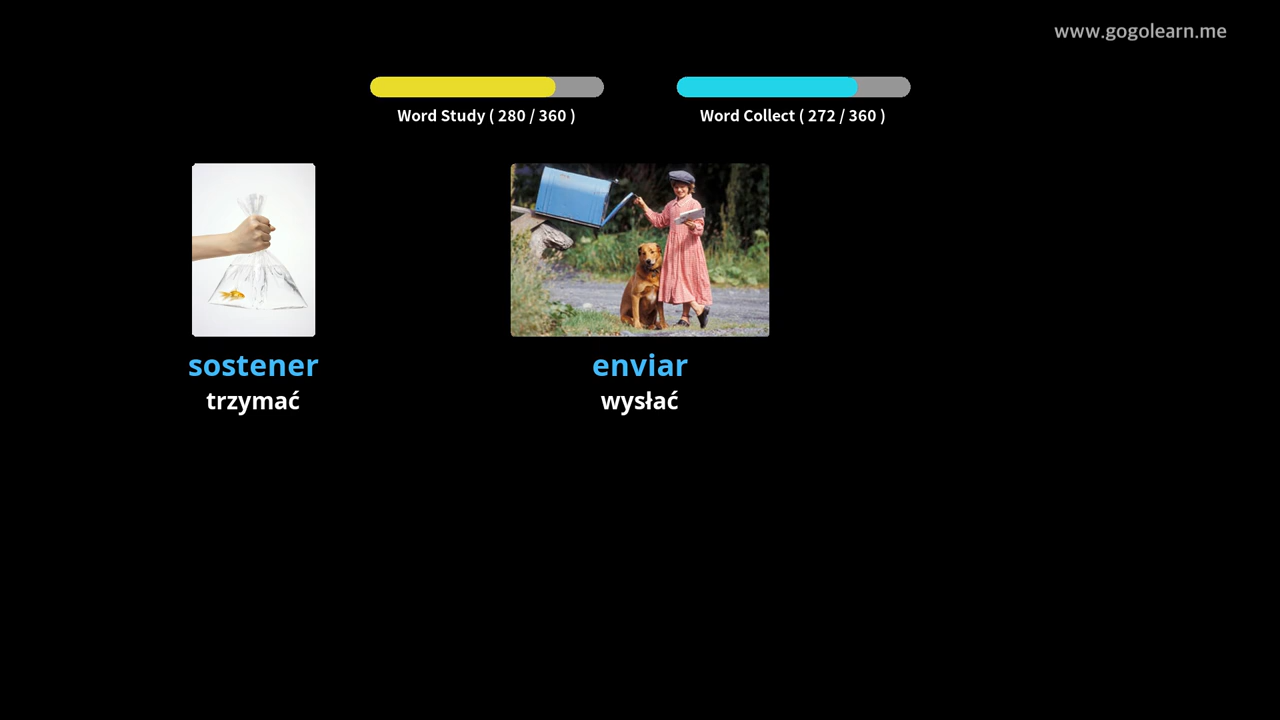 www.gogolearn.me
Word Study ( 280 / 360 )
Word Collect ( 272 / 360 )
sostener
trzymać
enviar
wysłać